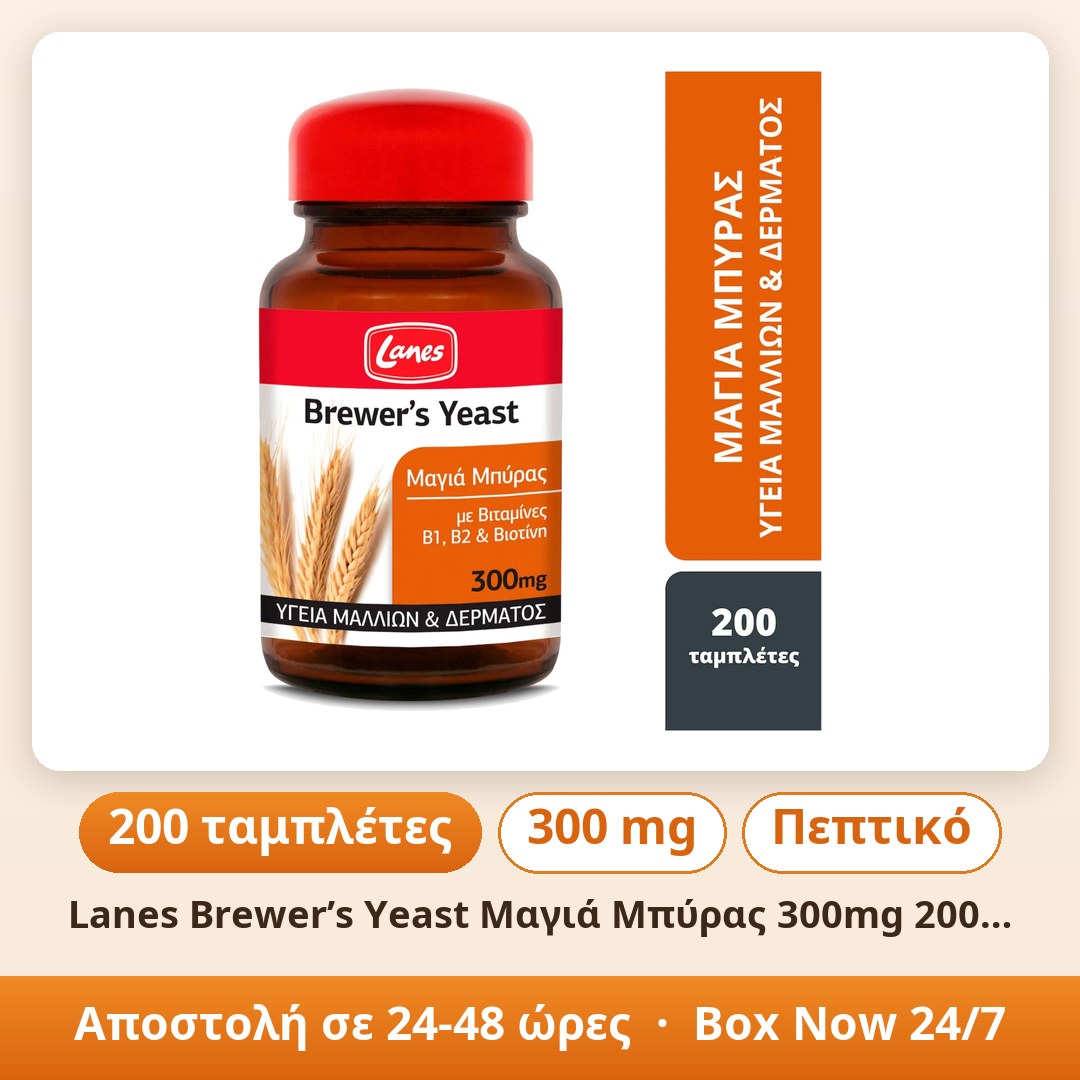 Lanes
Brewer's Yeast
Μαγιά Μπύρας
με Βιταμίνες
Β1, Β2 & Βιοτίνη
300mg
ΥΓΕΙΑ ΜΑΛΛΙΩΝ & ΔΕΡΜΑΤΟΣ
ΜΑΓΙΑ ΜΠΥΡΑΣ
ΥΓΕΙΑ ΜΑΛΛΙΩΝ & ΔΕΡΜΑΤΟΣ
200
ταμπλέτες
200 ταμπλέτες
300 mg
Πεπτικό
Lanes Brewer’s Yeast Μαγιά Μπύρας 300mg 200...
Αποστολή σε 24-48 ώρες · Box Now 24/7